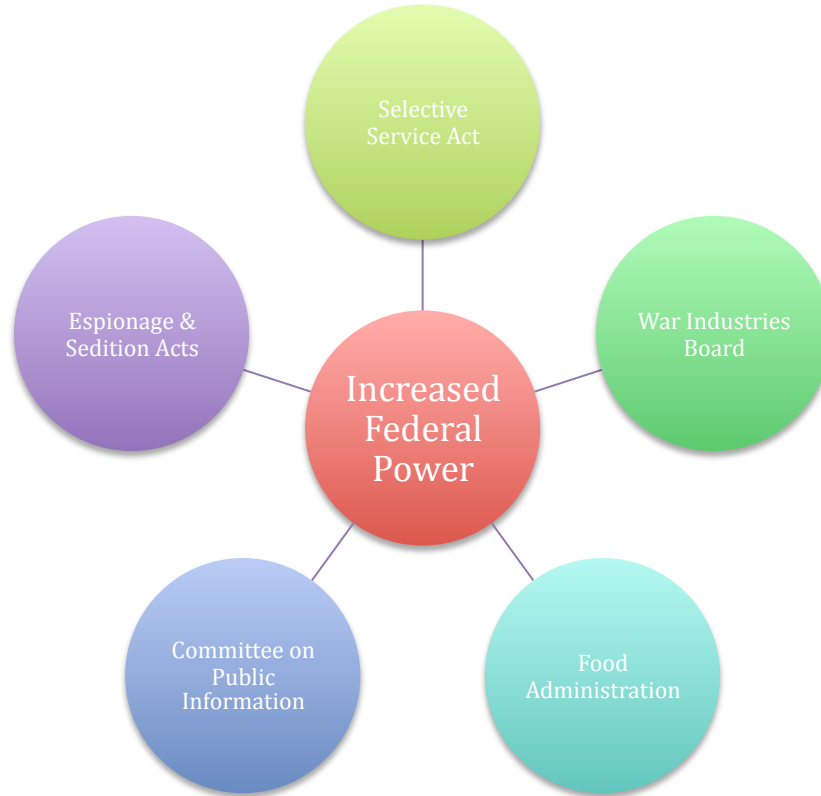 Selective
Service Act
Espionage &
Sedition Acts
War Industries
Board
Increased
Federal
Power
Committee on
Public
Information
Food
Administration